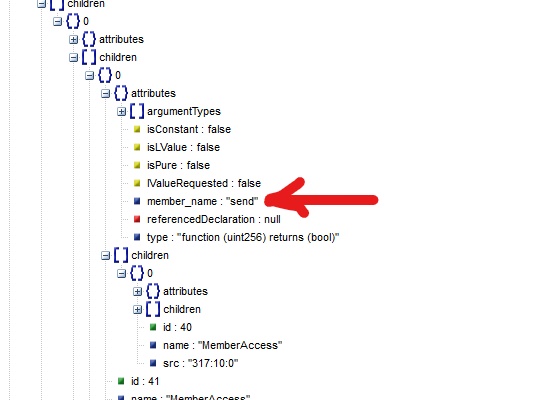 children
0
attributes
children
0
attributes
argumentTypes
isConstant : false
isLValue : false
isPure : false
lValueRequested : false
member_name : "send"
referencedDeclaration : null
type : "function (uint256) returns (bool)"
children
0
attributes
children
id : 40
name : "MemberAccess"
src : "317:10:0"
id : 41
name : "MemberAccess"